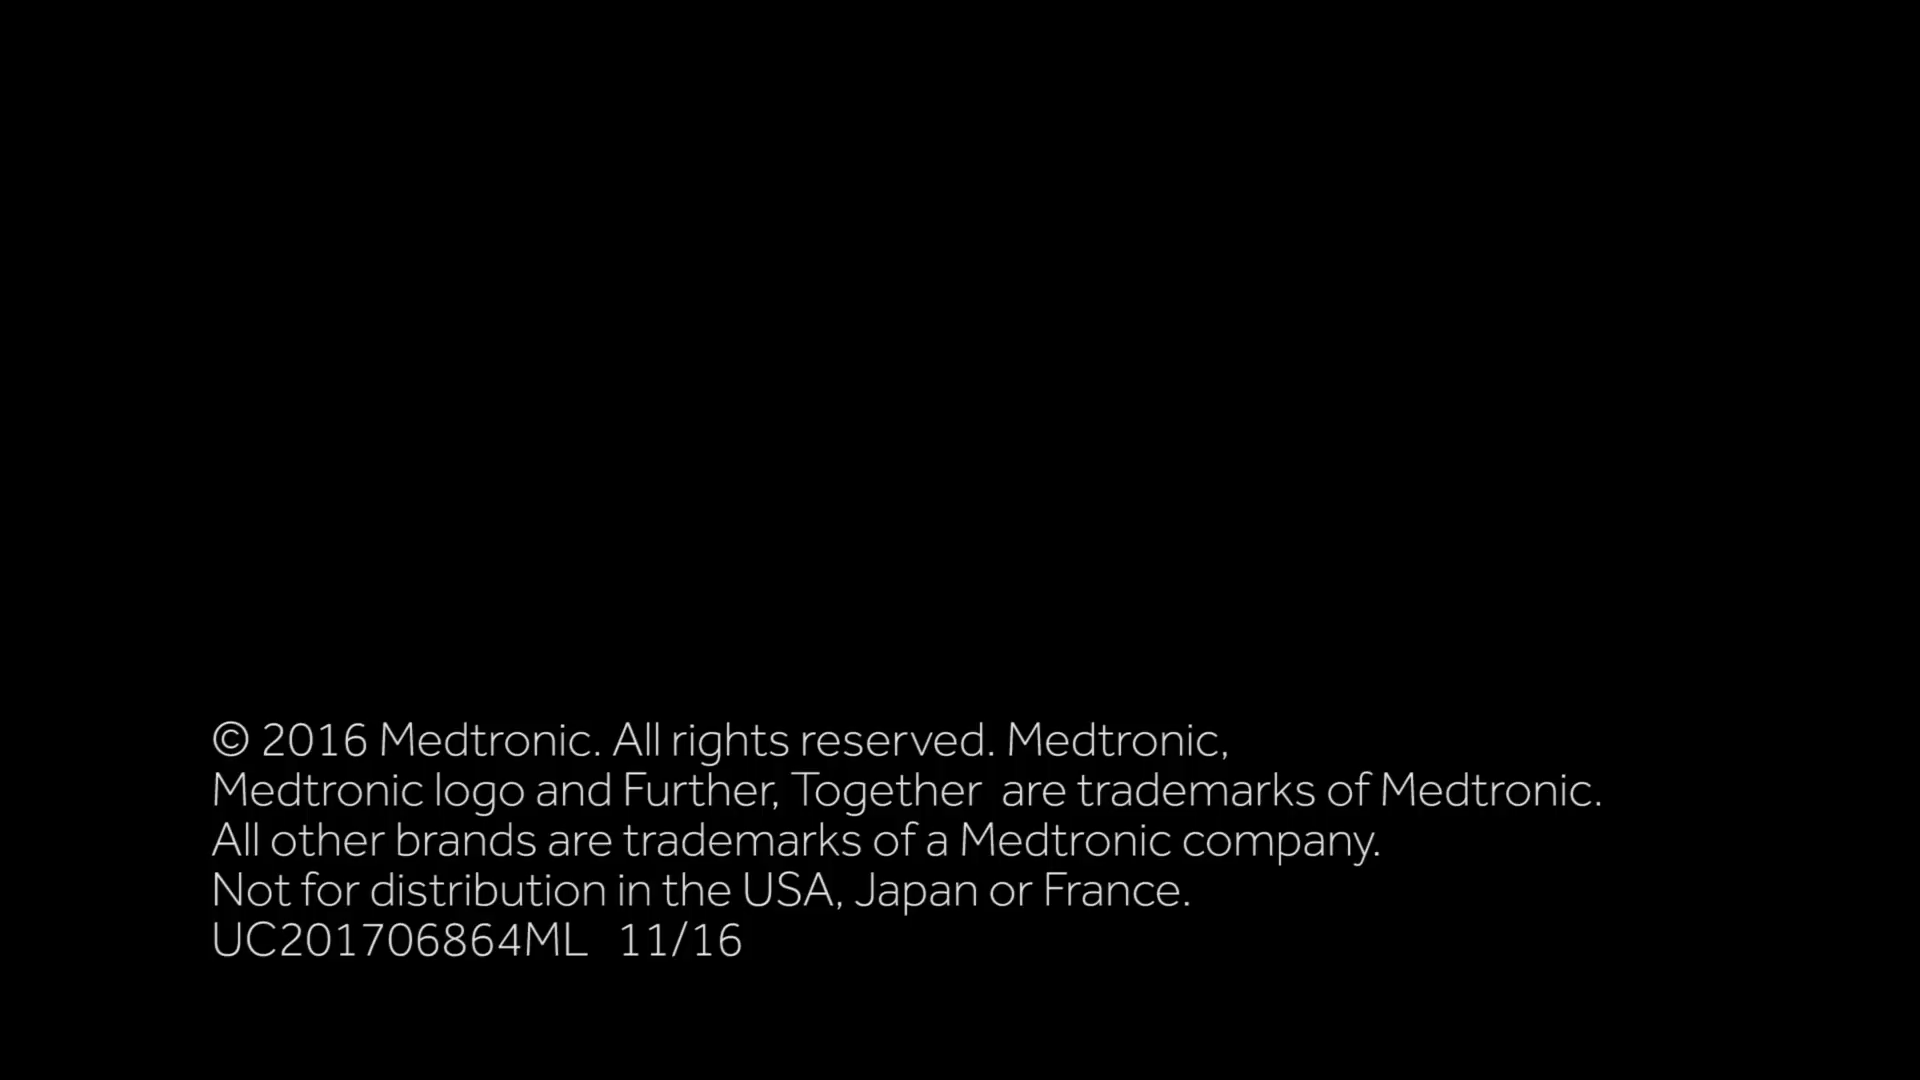 © 2016 Medtronic. All rights reserved. Medtronic,
Medtronic logo and Further, Together  are trademarks of Medtronic.
All other brands are trademarks of a Medtronic company.
Not for distribution in the USA, Japan or France.
UC201706864ML   11/16